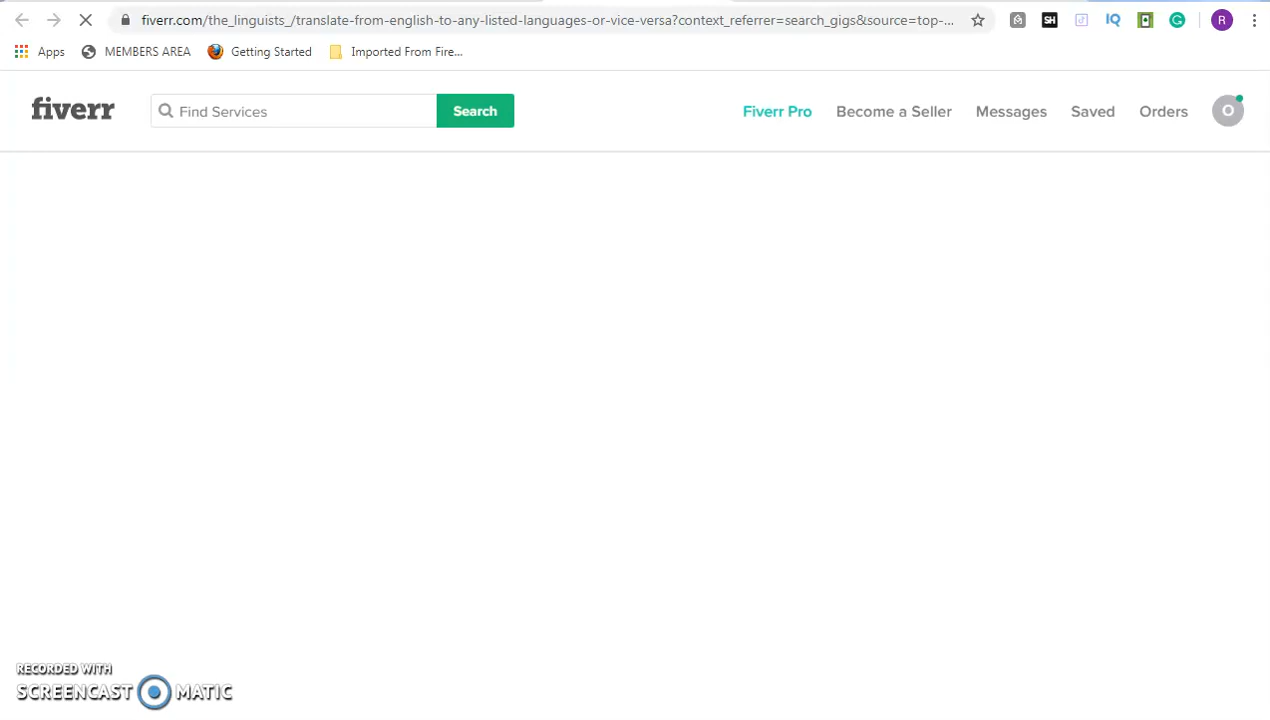 fiverr.com/the_linguists_/translate-from-english-to-any-listed-languages-or-vice-versa?context_referrer=search_gigs&source=top-...
SH IQ G R
Apps MEMBERS AREA Getting Started Imported From Fire...
fiverr Find Services Search Fiverr Pro Become a Seller Messages Saved Orders O
RECORDED WITH
SCREENCAST MATIC